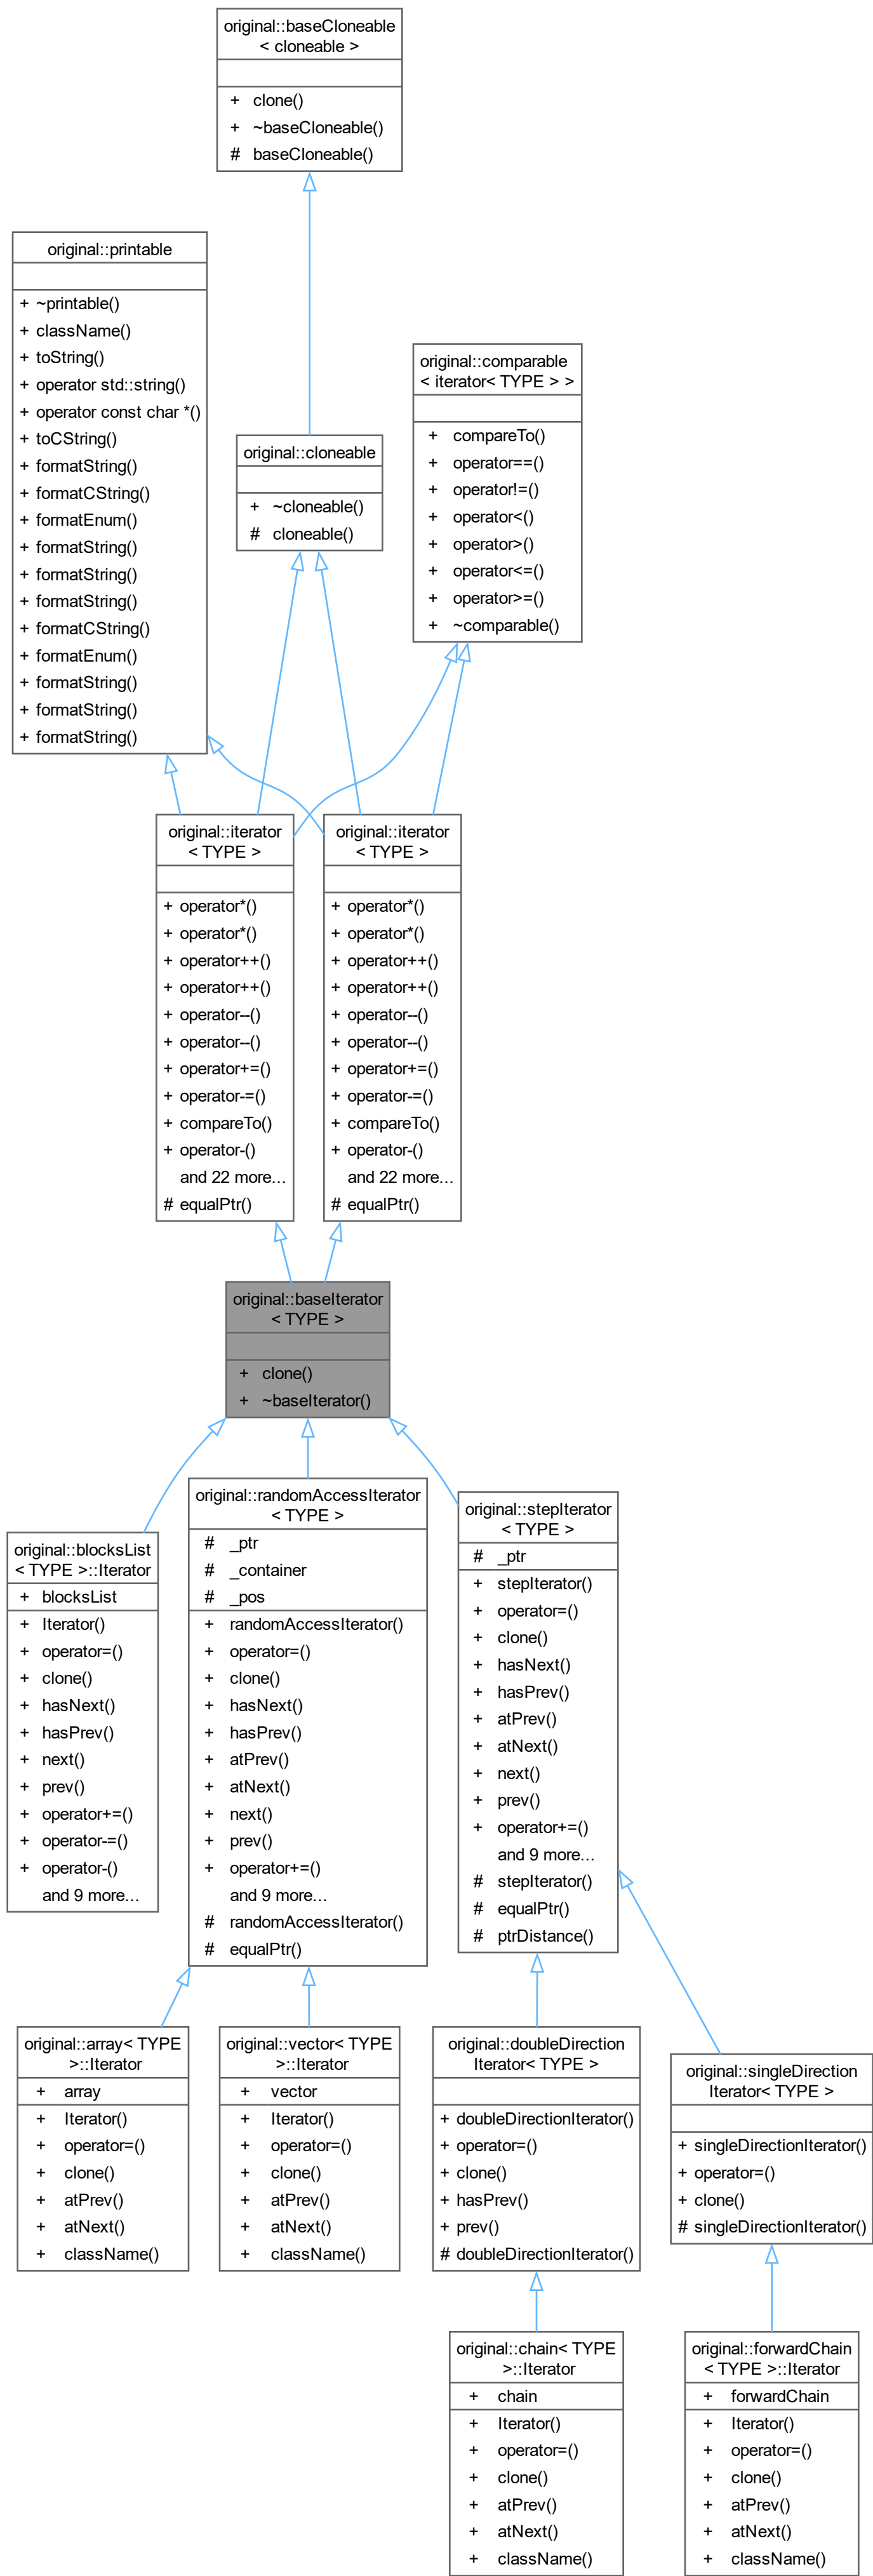 original::baseCloneable
< cloneable >
+ clone()
+ ~baseCloneable()
# baseCloneable()
original::printable
+ ~printable()
+ className()
+ toString()
+ operator std::string()
+ operator const char *()
+ toCString()
+ formatString()
+ formatCString()
+ formatEnum()
+ formatString()
+ formatString()
+ formatString()
+ formatCString()
+ formatEnum()
+ formatString()
+ formatString()
+ formatString()
original::comparable
< iterator< TYPE > >
+ compareTo()
+ operator==()
+ operator!=()
+ operator<()
+ operator>()
+ operator<=()
+ operator>=()
+ ~comparable()
original::cloneable
+ ~cloneable()
# cloneable()
original::iterator
< TYPE >
+ operator*()
+ operator*()
+ operator++()
+ operator++()
+ operator--()
+ operator--()
+ operator+=()
+ operator-=()
+ compareTo()
+ operator-()
and 22 more...
# equalPtr()
original::iterator
< TYPE >
+ operator*()
+ operator*()
+ operator++()
+ operator++()
+ operator--()
+ operator--()
+ operator+=()
+ operator-=()
+ compareTo()
+ operator-()
and 22 more...
# equalPtr()
original::baseIterator
< TYPE >
+ clone()
+ ~baseIterator()
original::blocksList
< TYPE >::Iterator
+ blocksList
+ Iterator()
+ operator=()
+ clone()
+ hasNext()
+ hasPrev()
+ next()
+ prev()
+ operator+=()
+ operator-=()
+ operator-()
and 9 more...
original::randomAccessIterator
< TYPE >
# _ptr
# _container
# _pos
+ randomAccessIterator()
+ operator=()
+ clone()
+ hasNext()
+ hasPrev()
+ atPrev()
+ atNext()
+ next()
+ prev()
+ operator+=()
and 9 more...
# randomAccessIterator()
# equalPtr()
original::stepIterator
< TYPE >
# _ptr
+ stepIterator()
+ operator=()
+ clone()
+ hasNext()
+ hasPrev()
+ atPrev()
+ atNext()
+ next()
+ prev()
+ operator+=()
and 9 more...
# stepIterator()
# equalPtr()
# ptrDistance()
original::array< TYPE
>::Iterator
+ array
+ Iterator()
+ operator=()
+ clone()
+ atPrev()
+ atNext()
+ className()
original::vector< TYPE
>::Iterator
+ vector
+ Iterator()
+ operator=()
+ clone()
+ atPrev()
+ atNext()
+ className()
original::doubleDirection
Iterator< TYPE >
+ doubleDirectionIterator()
+ operator=()
+ clone()
+ hasPrev()
+ prev()
# doubleDirectionIterator()
original::singleDirection
Iterator< TYPE >
+ singleDirectionIterator()
+ operator=()
+ clone()
# singleDirectionIterator()
original::chain< TYPE
>::Iterator
+ chain
+ Iterator()
+ operator=()
+ clone()
+ atPrev()
+ atNext()
+ className()
original::forwardChain
< TYPE >::Iterator
+ forwardChain
+ Iterator()
+ operator=()
+ clone()
+ atPrev()
+ atNext()
+ className()